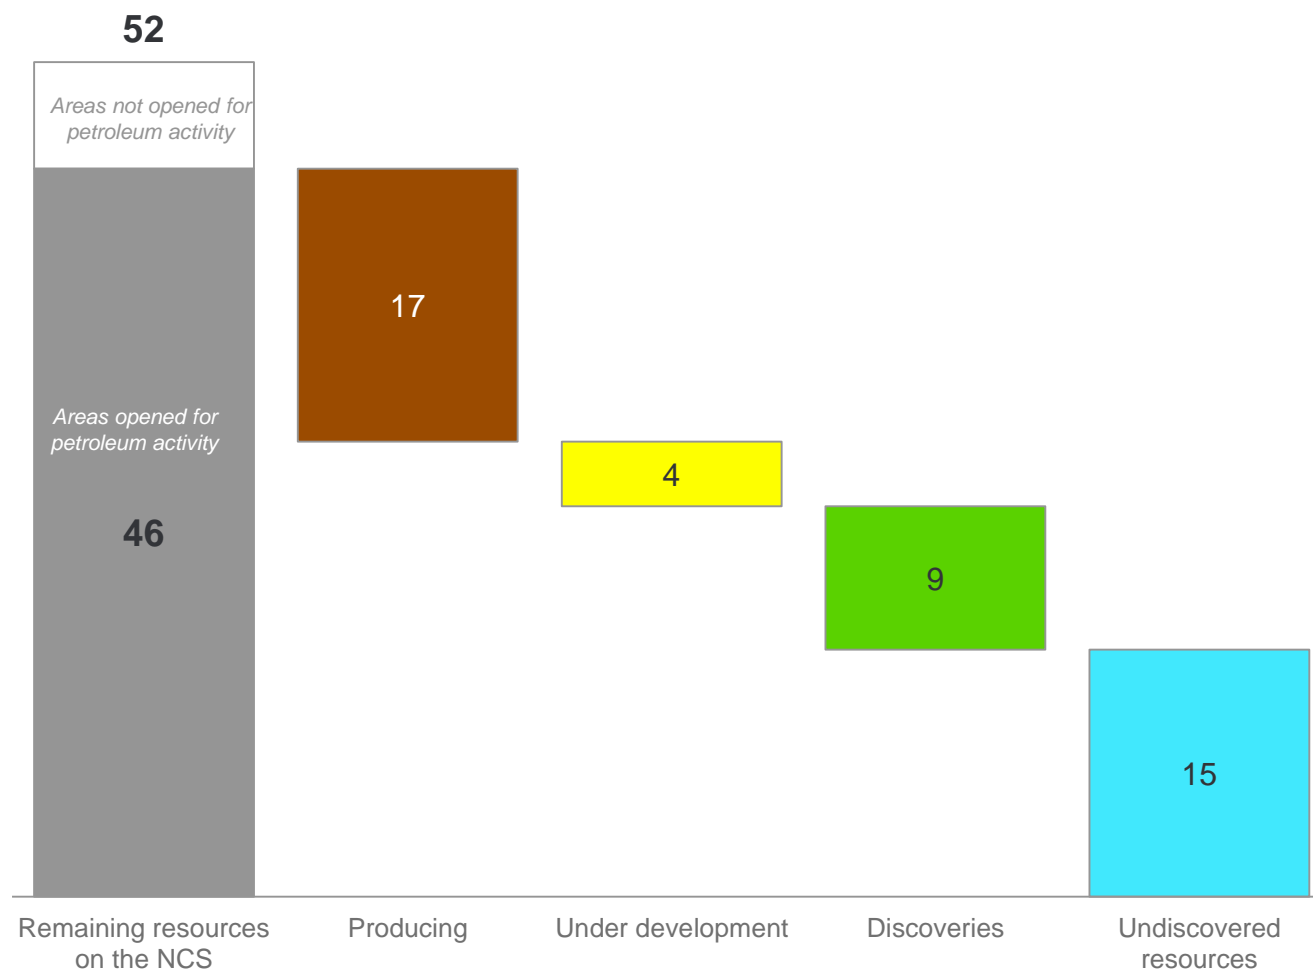 52
Areas not opened for
petroleum activity
17
Areas opened for
petroleum activity
4
46
9
15
Remaining resources
on the NCS
Producing
Under development
Discoveries
Undiscovered
resources